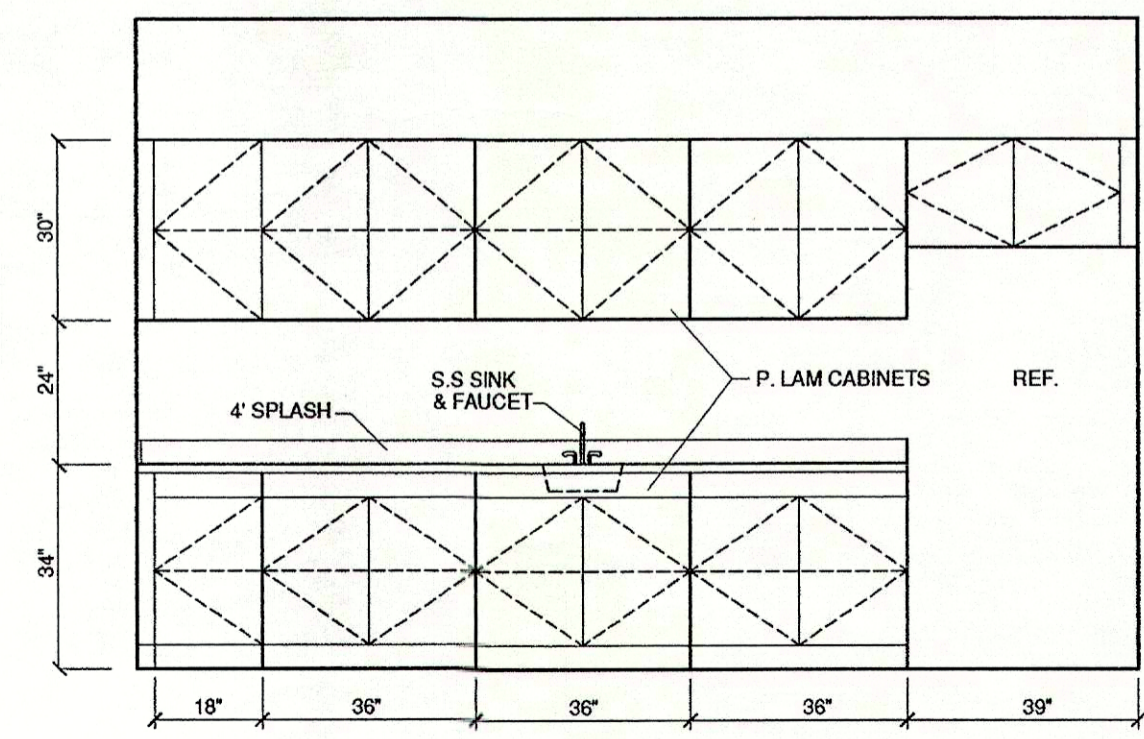 30"
24"
34"
S.S SINK
& FAUCET
4' SPLASH
P. LAM CABINETS
REF.
18"
36"
36"
36"
39"